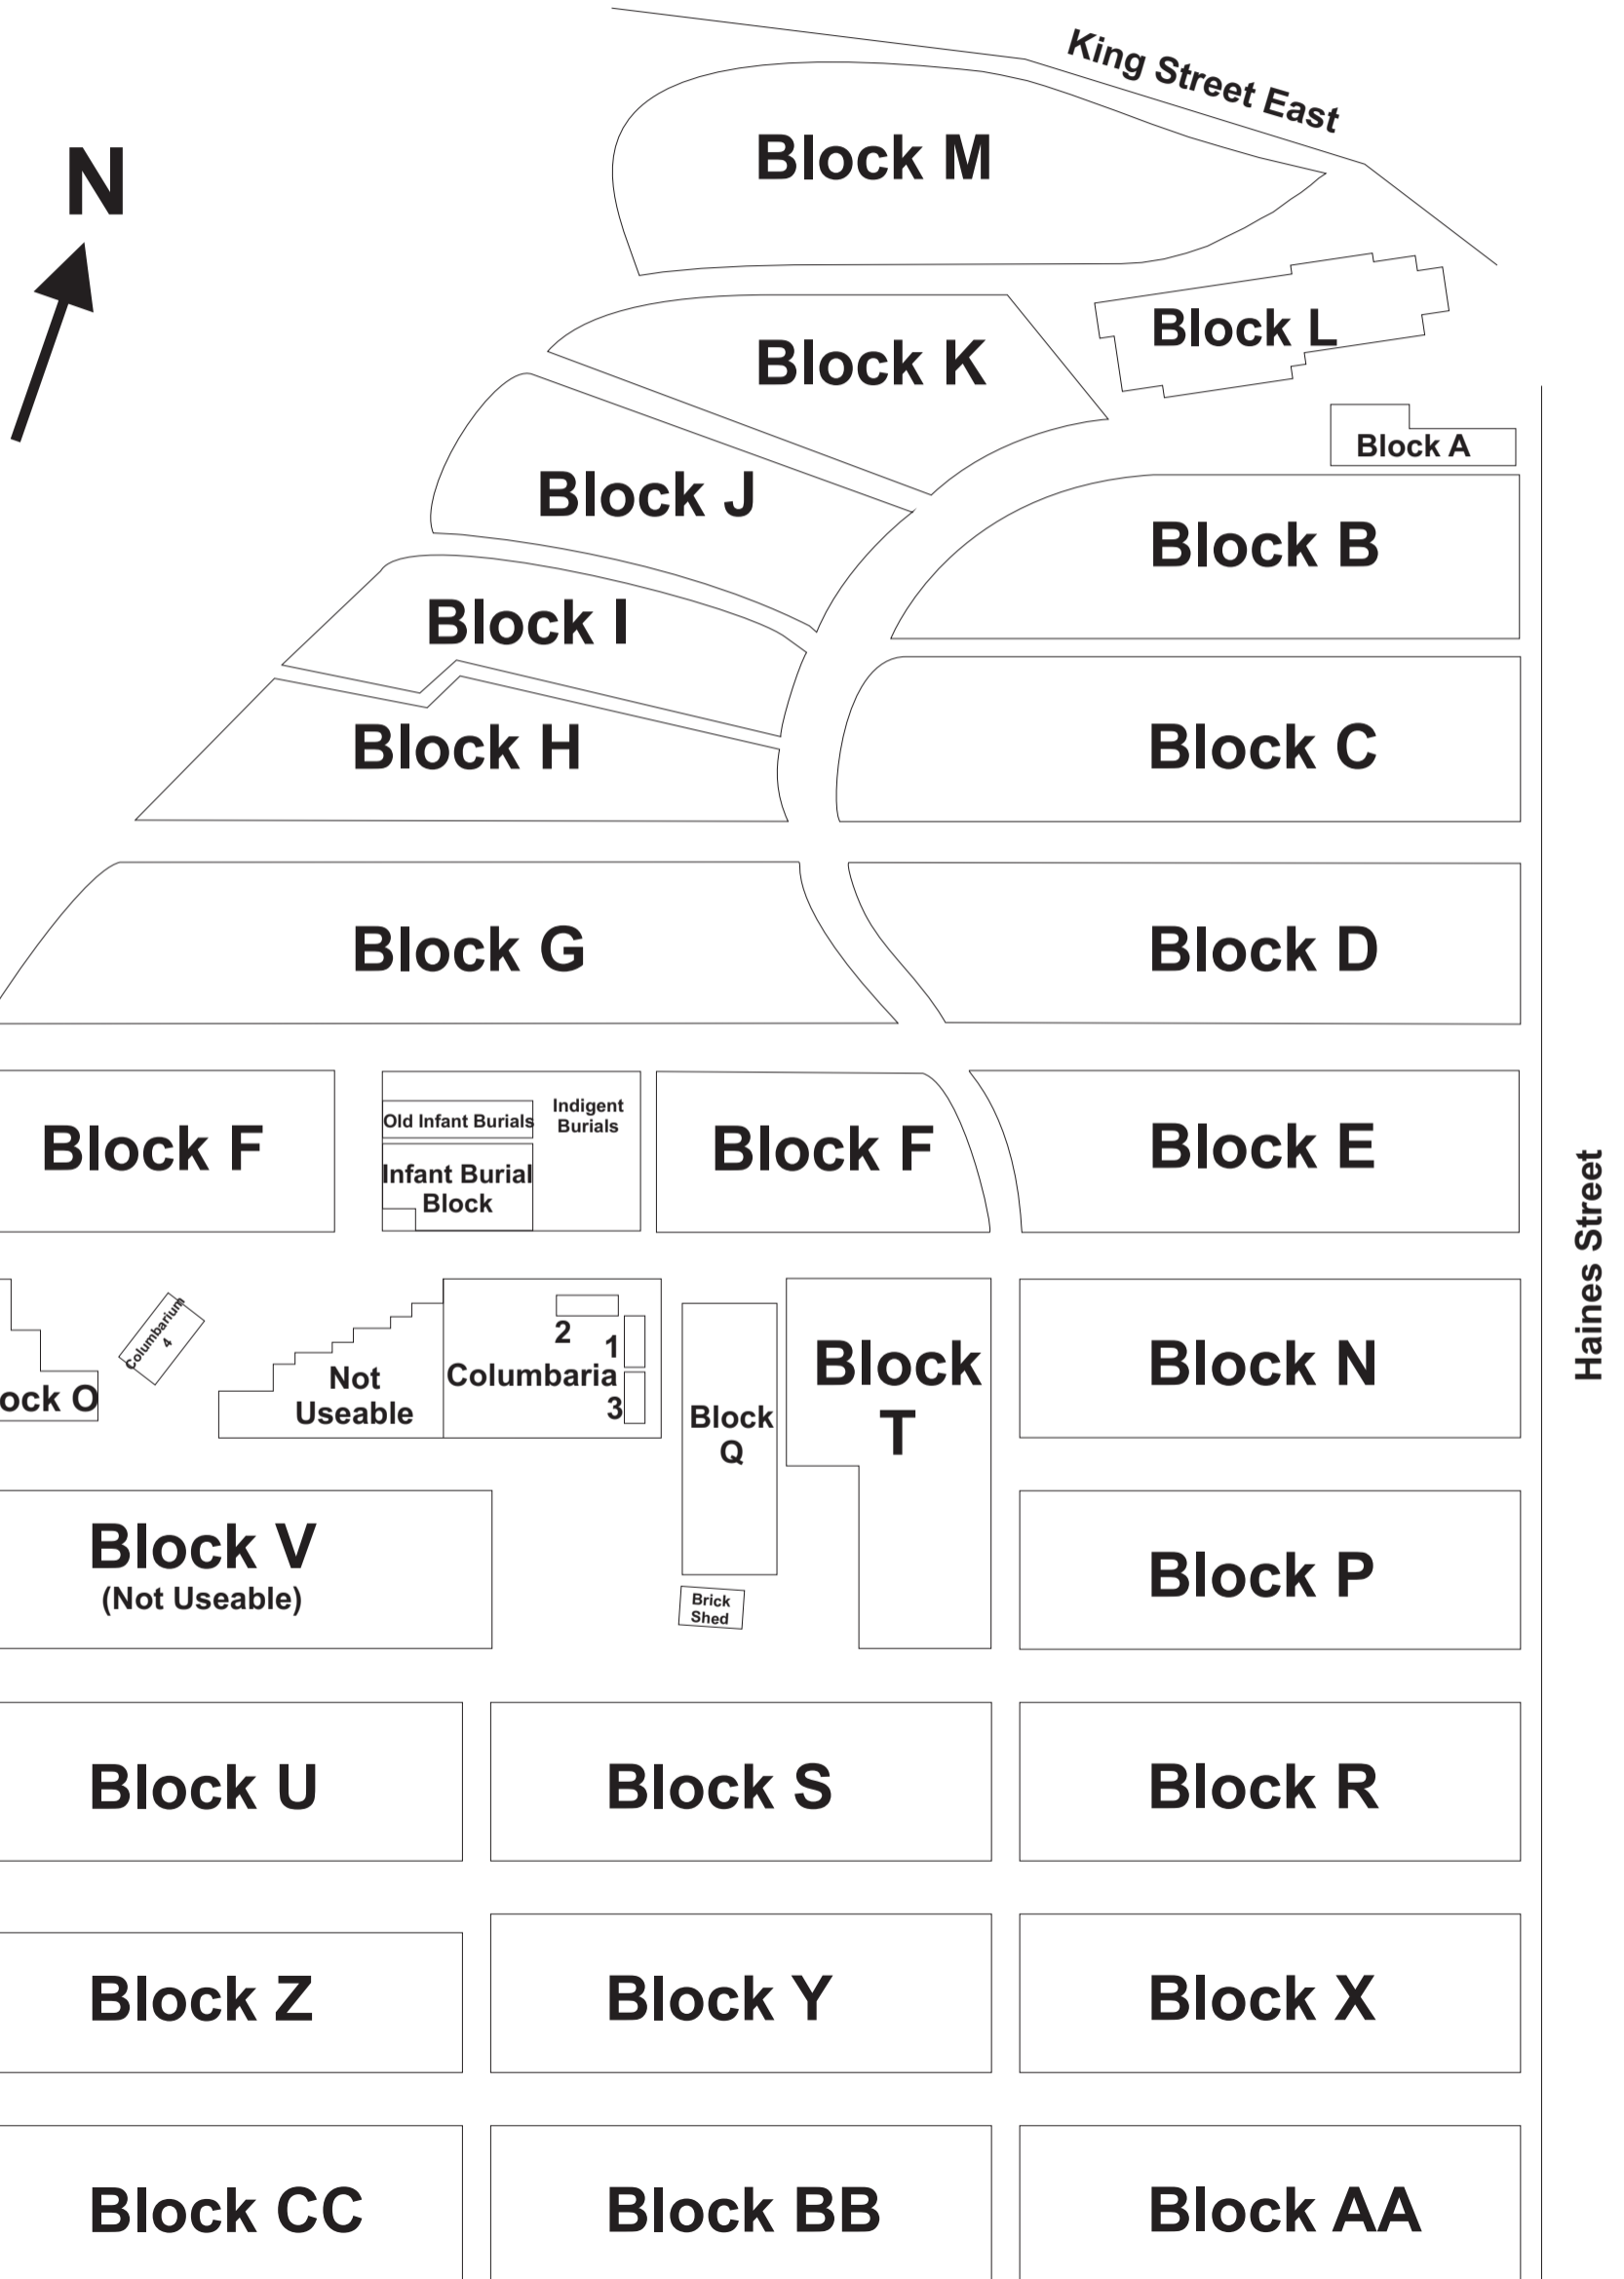 King Street East
N
Block M
Block L
Block K
Block A
Block J
Block B
Block I
Block H
Block C
Block G
Block D
Block F
Old Infant Burials
Indigent
Burials
Infant Burial
Block
Block F
Block E
Haines Street
ock O
Columbarium
4
Not
Useable
Columbaria
2
1
3
Block
Q
Block
T
Block N
Block V
(Not Useable)
Brick
Shed
Block P
Block U
Block S
Block R
Block Z
Block Y
Block X
Block CC
Block BB
Block AA